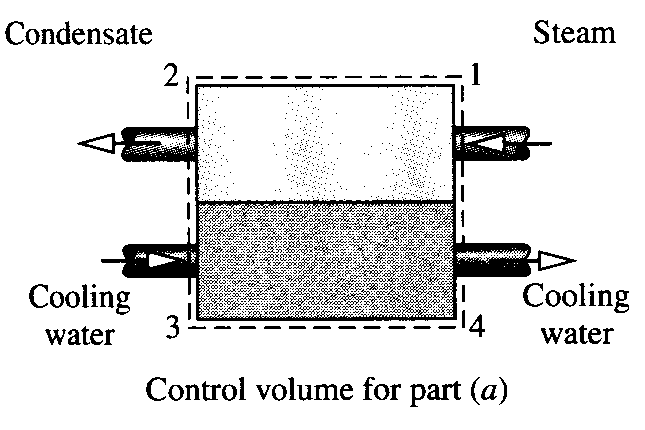 Condensate
Steam
2
1
Cooling
water
3
Cooling
water
4
Control volume for part (a)